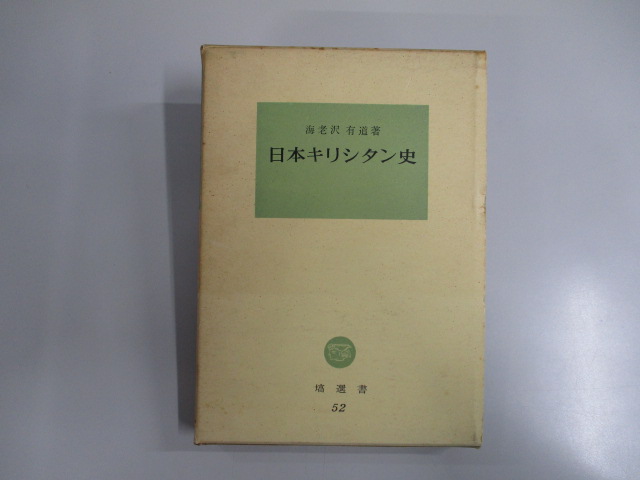 海老沢 有道著
日本キリシタン史
塙選書
52